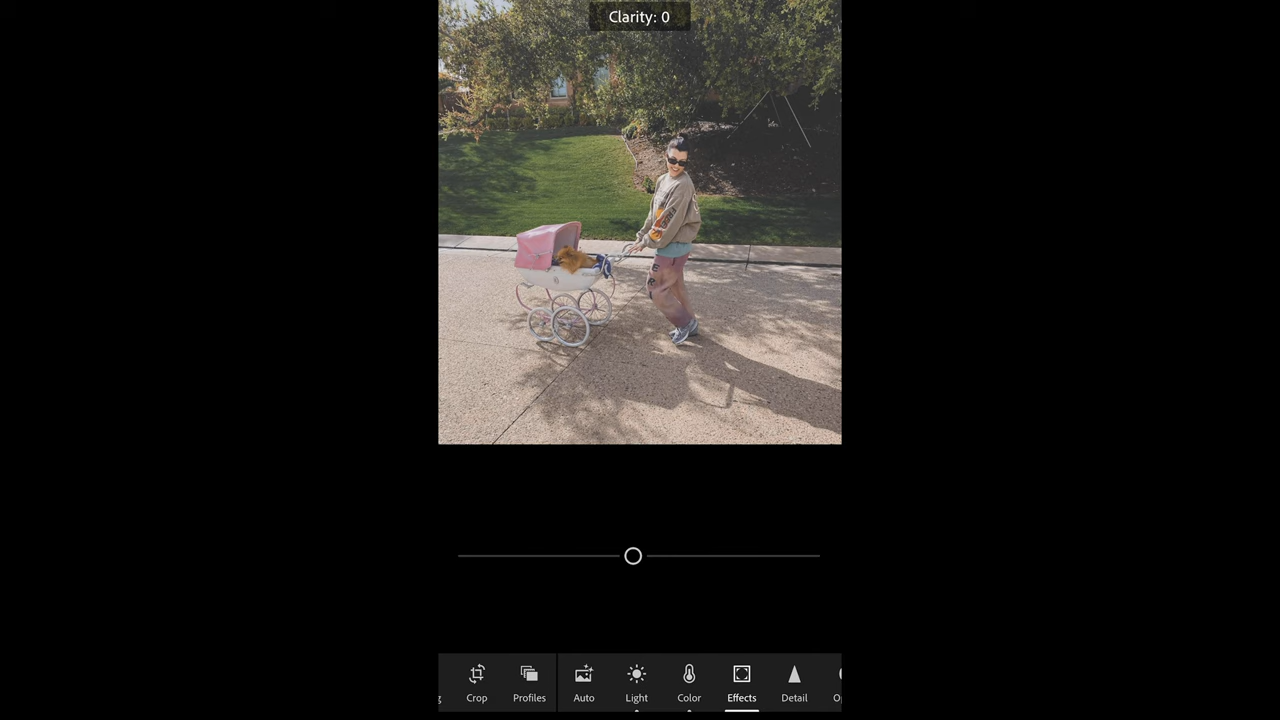 Clarity: 0
Crop
Profiles
Auto
Light
Color
Effects
Detail